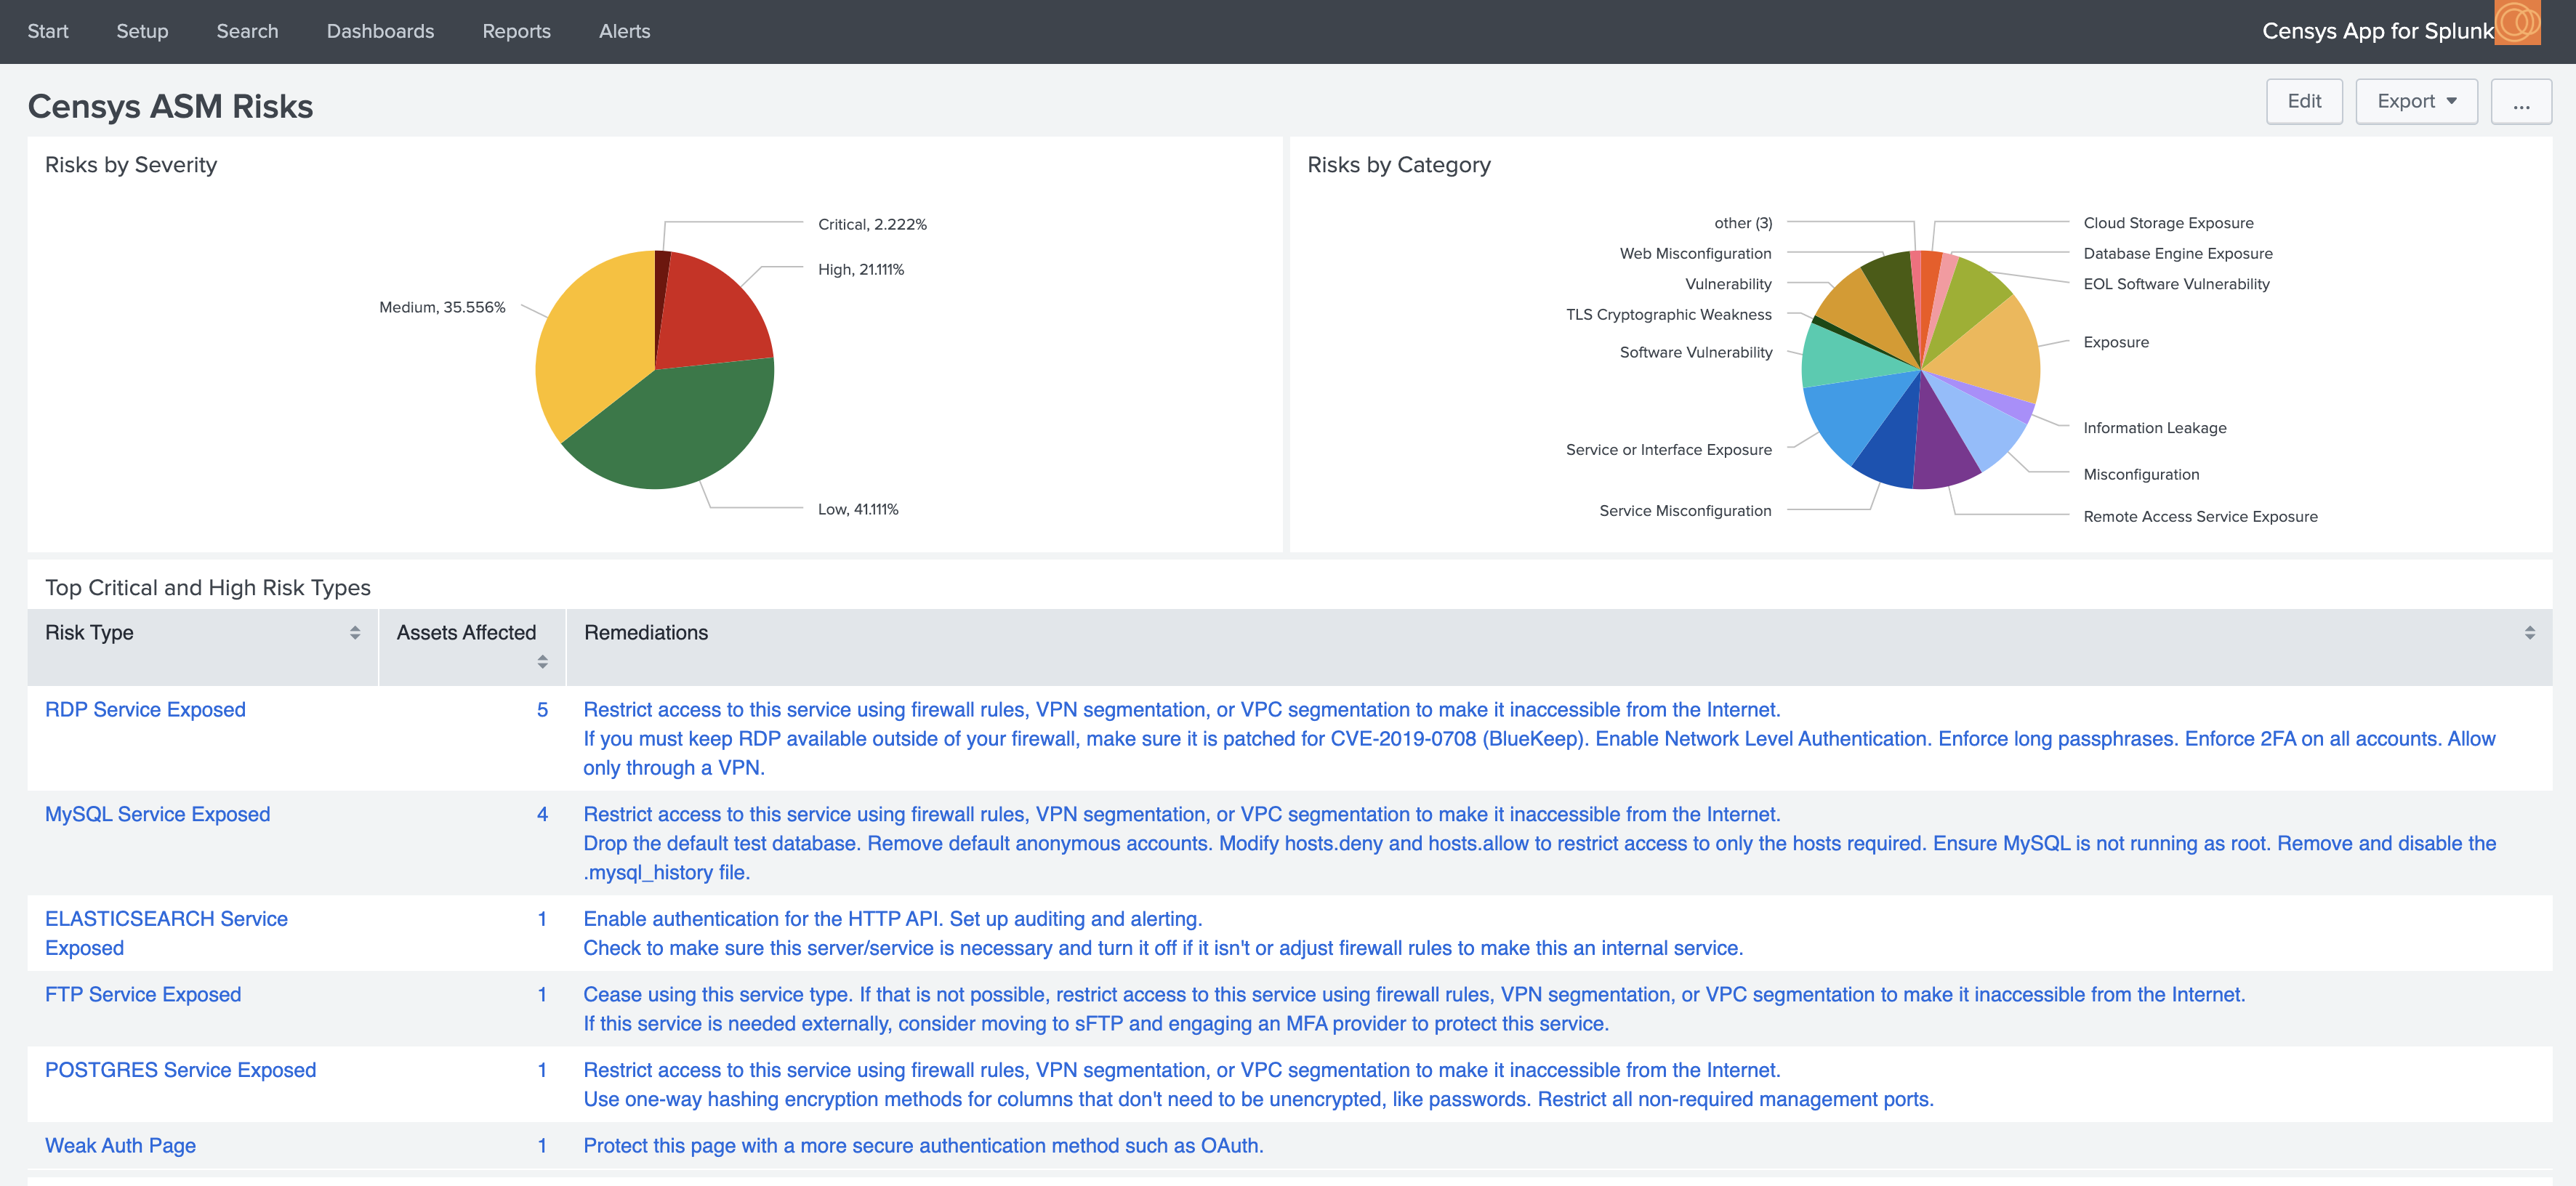 Start Setup Search Dashboards Reports Alerts Censys App for Splunk
Censys ASM Risks
Edit Export ...
Risks by Severity
Critical, 2.222%
High, 21.111%
Medium, 35.556%
Low, 41.111%
Risks by Category
other (3)
Web Misconfiguration
Vulnerability
TLS Cryptographic Weakness
Software Vulnerability
Service or Interface Exposure
Service Misconfiguration
Cloud Storage Exposure
Database Engine Exposure
EOL Software Vulnerability
Exposure
Information Leakage
Misconfiguration
Remote Access Service Exposure
Top Critical and High Risk Types
Risk Type Assets Affected Remediations
RDP Service Exposed 5 Restrict access to this service using firewall rules, VPN segmentation, or VPC segmentation to make it inaccessible from the Internet.
If you must keep RDP available outside of your firewall, make sure it is patched for CVE-2019-0708 (BlueKeep). Enable Network Level Authentication. Enforce long passphrases. Enforce 2FA on all accounts. Allow
only through a VPN.
MySQL Service Exposed 4 Restrict access to this service using firewall rules, VPN segmentation, or VPC segmentation to make it inaccessible from the Internet.
Drop the default test database. Remove default anonymous accounts. Modify hosts.deny and hosts.allow to restrict access to only the hosts required. Ensure MySQL is not running as root. Remove and disable the
.mysql_history file.
ELASTICSEARCH Service 1 Enable authentication for the HTTP API. Set up auditing and alerting.
Exposed Check to make sure this server/service is necessary and turn it off if it isn't or adjust firewall rules to make this an internal service.
FTP Service Exposed 1 Cease using this service type. If that is not possible, restrict access to this service using firewall rules, VPN segmentation, or VPC segmentation to make it inaccessible from the Internet.
If this service is needed externally, consider moving to sFTP and engaging an MFA provider to protect this service.
POSTGRES Service Exposed 1 Restrict access to this service using firewall rules, VPN segmentation, or VPC segmentation to make it inaccessible from the Internet.
Use one-way hashing encryption methods for columns that don't need to be unencrypted, like passwords. Restrict all non-required management ports.
Weak Auth Page 1 Protect this page with a more secure authentication method such as OAuth.